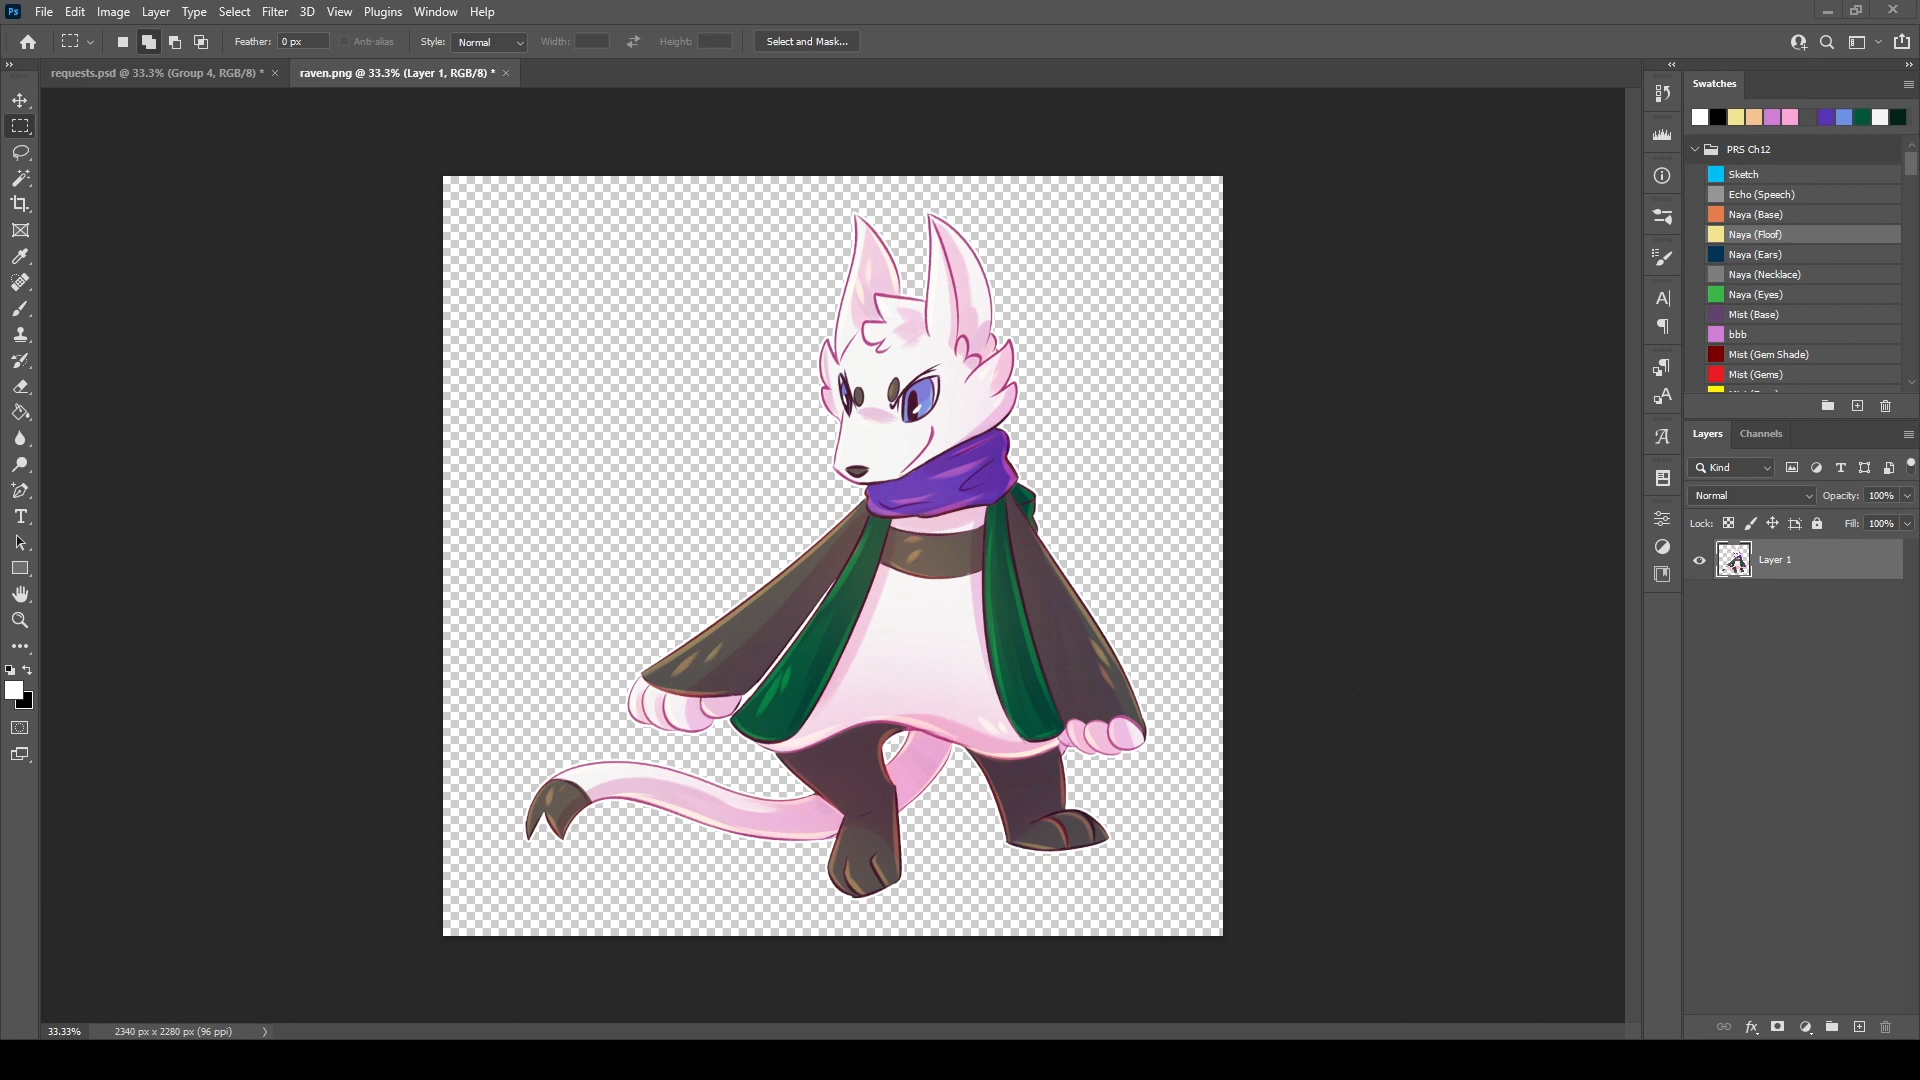 Ps File Edit Image Layer Type Select Filter 3D View Plugins Window Help
Feather: 0 px Anti-alias Style: Normal Width: Height: Select and Mask...
requests.psd @ 33.3% (Group 4, RGB/8) * × raven.png @ 33.3% (Layer 1, RGB/8) * ×
Swatches
PRS Ch12
Sketch
Echo (Speech)
Naya (Base)
Naya (Floof)
Naya (Ears)
Naya (Necklace)
Naya (Eyes)
Mist (Base)
bbb
Mist (Gem Shade)
Mist (Gems)
Layers Channels
Kind
Normal Opacity: 100%
Lock: Fill: 100%
Layer 1
33.33% 2340 px x 2280 px (96 ppi)
fx